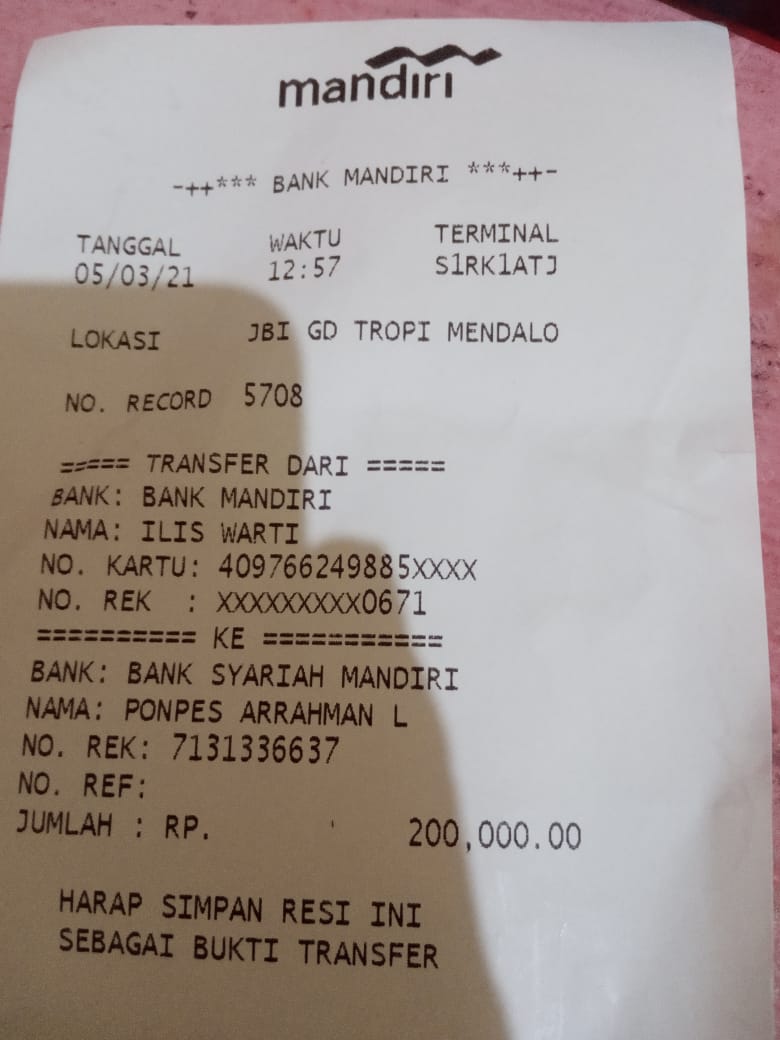 mandiri
-++*** BANK MANDIRI ***++-
TANGGAL WAKTU TERMINAL
05/03/21 12:57 S1RK1ATJ
LOKASI JBI GD TROPI MENDALO
NO. RECORD 5708
===== TRANSFER DARI =====
BANK: BANK MANDIRI
NAMA: ILIS WARTI
NO. KARTU: 409766249885XXXX
NO. REK : XXXXXXXXX0671
========== KE ===========
BANK: BANK SYARIAH MANDIRI
NAMA: PONPES ARRAHMAN L
NO. REK: 7131336637
NO. REF:
JUMLAH : RP. 200,000.00
HARAP SIMPAN RESI INI
SEBAGAI BUKTI TRANSFER